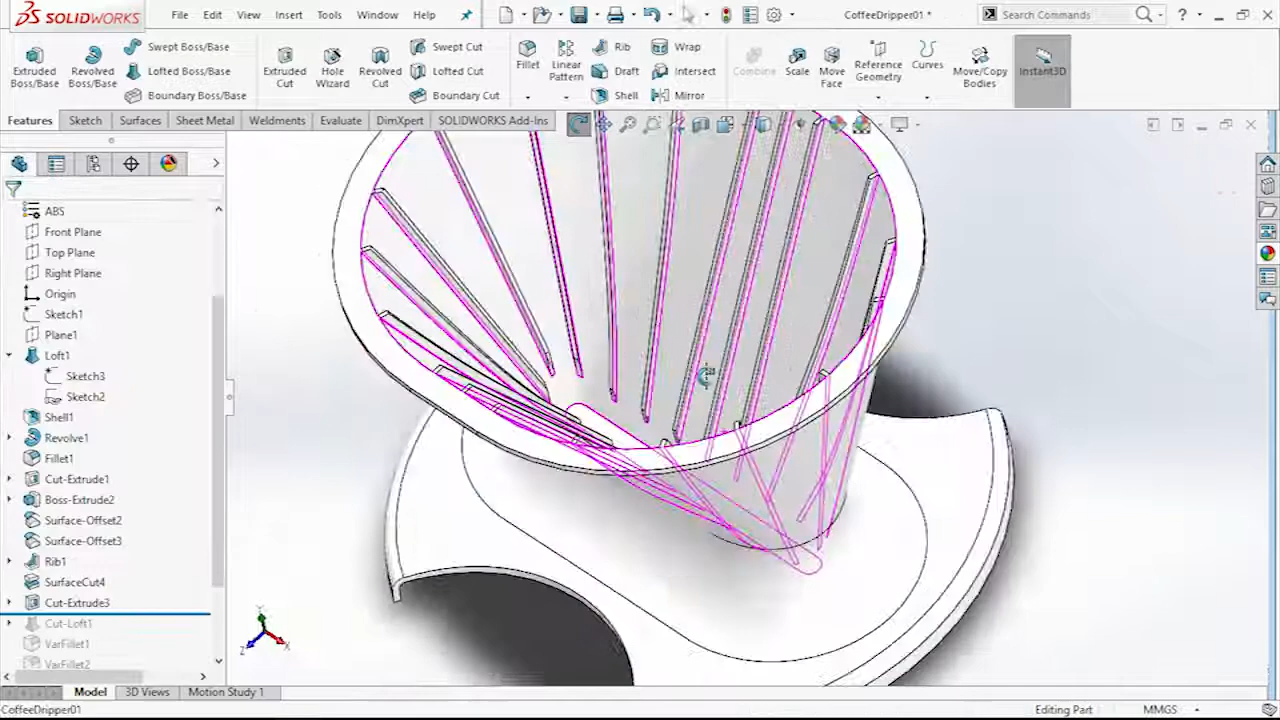 SOLIDWORKS File Edit View Insert Tools Window Help CoffeeDripper01 * Search Commands ?
Extruded Boss/Base
Revolved Boss/Base
Swept Boss/Base
Lofted Boss/Base
Boundary Boss/Base
Extruded Cut
Hole Wizard
Revolved Cut
Swept Cut
Lofted Cut
Boundary Cut
Fillet
Linear Pattern
Rib
Draft
Shell
Wrap
Intersect
Mirror
Combine
Scale
Move Face
Reference Geometry
Curves
Move/Copy Bodies
Instant3D
Features Sketch Surfaces Sheet Metal Weldments Evaluate DimXpert SOLIDWORKS Add-Ins
ABS
Front Plane
Top Plane
Right Plane
Origin
Sketch1
Plane1
Loft1
Sketch3
Sketch2
Shell1
Revolve1
Fillet1
Cut-Extrude1
Boss-Extrude2
Surface-Offset2
Surface-Offset3
Rib1
SurfaceCut4
Cut-Extrude3
Cut-Loft1
VarFillet1
VarFillet2
Y
Z
X
Model 3D Views Motion Study 1
CoffeeDripper01 Editing Part MMGS